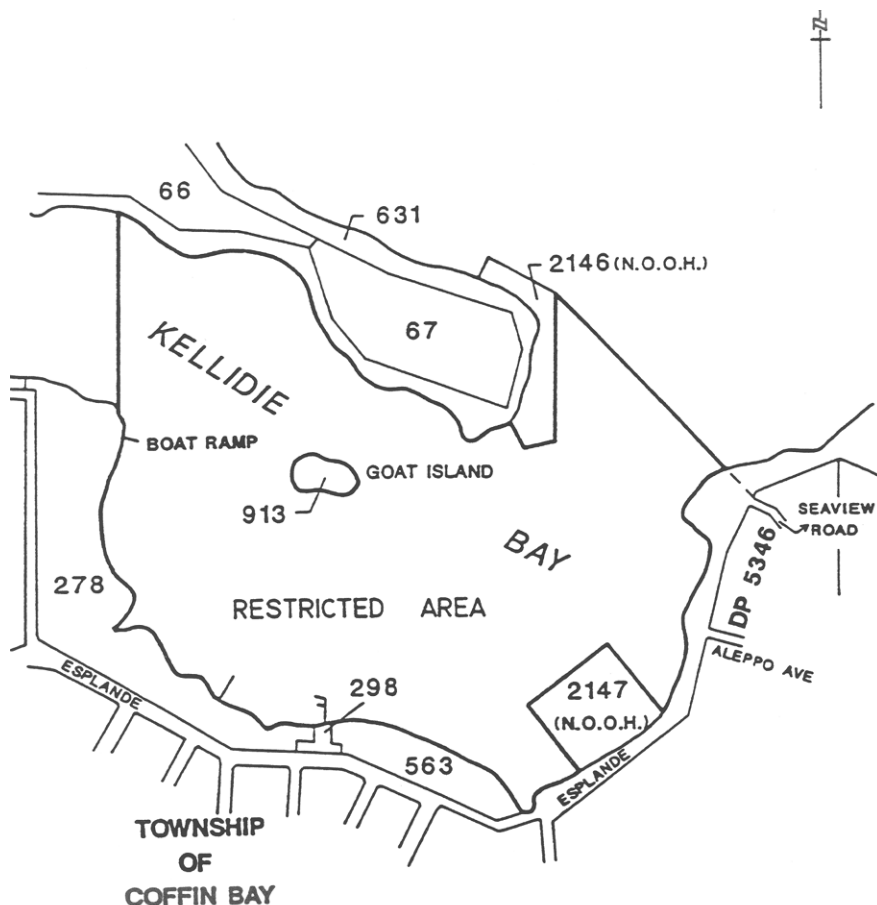 N
66
631
2146 (N.O.O.H.)
67
KELLIDIE
BOAT RAMP
GOAT ISLAND
913
SEAVIEW
ROAD
BAY
DP 5346
278
RESTRICTED AREA
ALEPPO AVE
ESPLANDE
298
2147
(N.O.O.H.)
563
ESPLANDE
TOWNSHIP
OF
COFFIN BAY